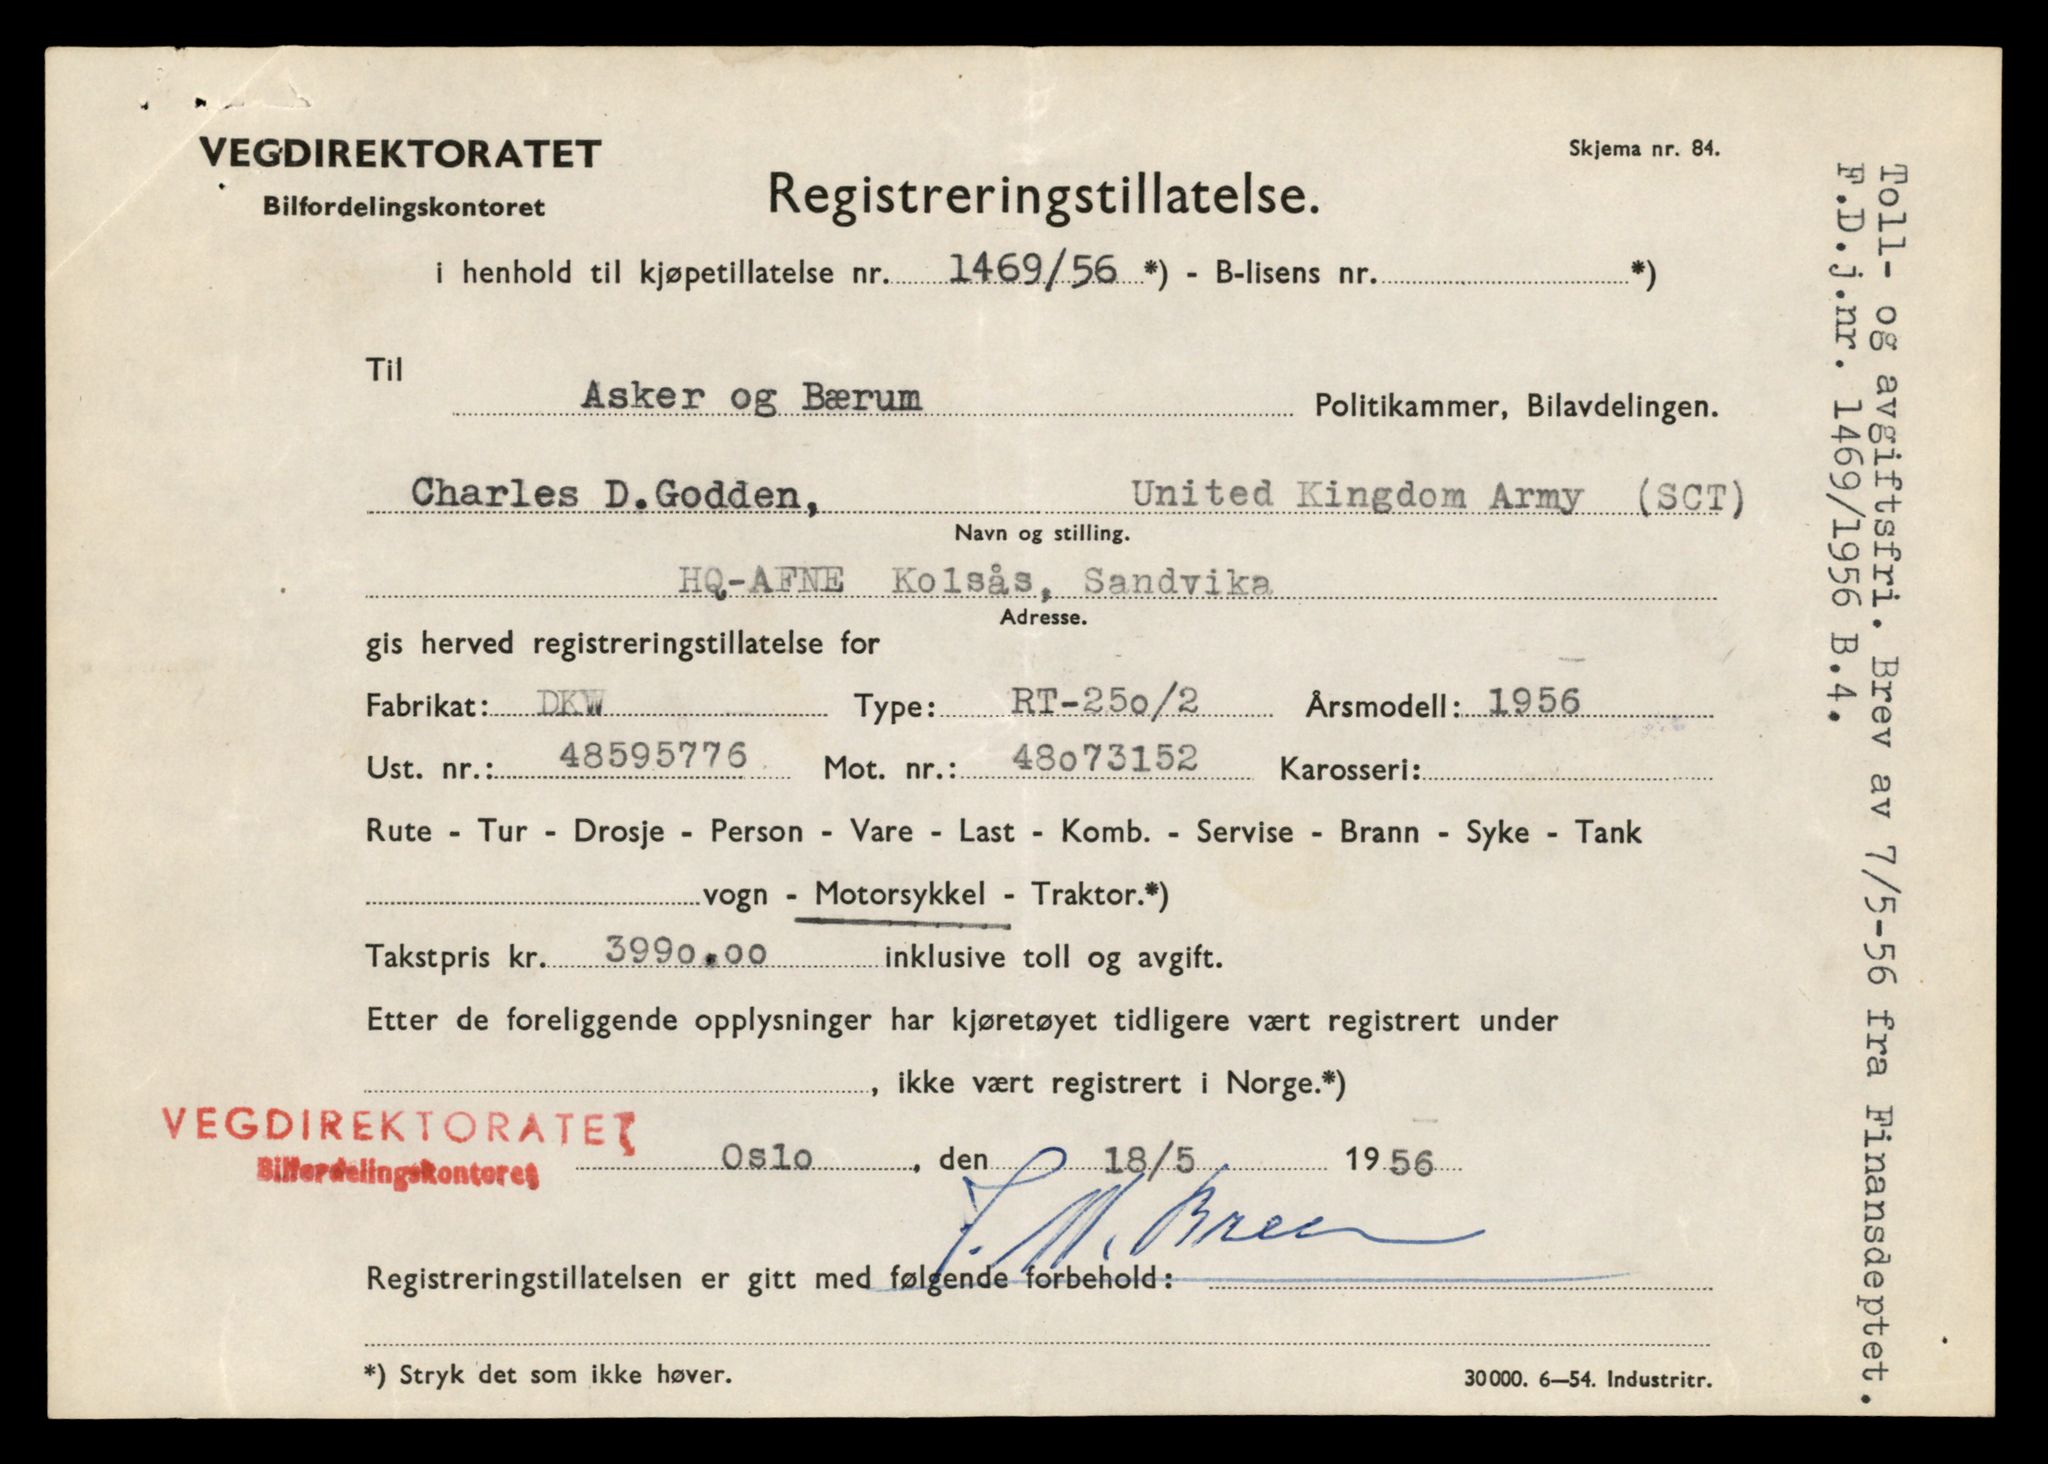 VEGDIREKTORATET
Bilfordelingskontoret
Skjema nr. 84.
Registreringstillatelse.
i henhold til kjøpetillatelse nr. 1469/56 *) - B-lisens nr. *)
Til
Asker og Bærum Politikammer, Bilavdelingen.
Charles D.Godden, United Kingdom Army (SCT)
Navn og stilling.
HQ-AFNE Kolsås, Sandvika
Adresse.
gis herved registreringstillatelse for
Fabrikat: DKW Type: RT-25o/2 Årsmodell: 1956
Ust. nr.: 48595776 Mot. nr.: 48o73152 Karosseri:
Rute - Tur - Drosje - Person - Vare - Last - Komb. - Servise - Brann - Syke - Tank
vogn - Motorsykkel - Traktor.*)
Takstpris kr. 399o.oo inklusive toll og avgift.
Etter de foreliggende opplysninger har kjøretøyet tidligere vært registrert under
, ikke vært registrert i Norge.*)
VEGDIREKTORATET
Bilfordelingskontoret
Oslo , den 18/5 1956
Registreringstillatelsen er gitt med følgende forbehold:
*) Stryk det som ikke høver.
30000. 6—54. Industritr.
Toll- og avgiftsfri. Brev av 7/5-56 fra Finansdeptet.
F.D.j.nr. 1469/1956 B.4.